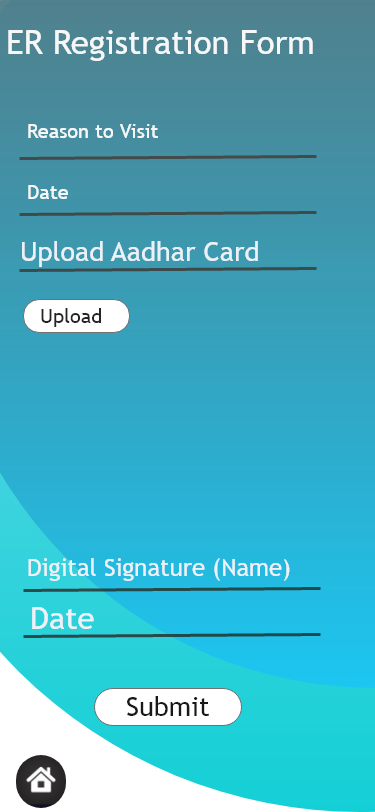 ER Registration Form
Reason to Visit
Date
Upload Aadhar Card
Upload
Digital Signature (Name)
Date
Submit